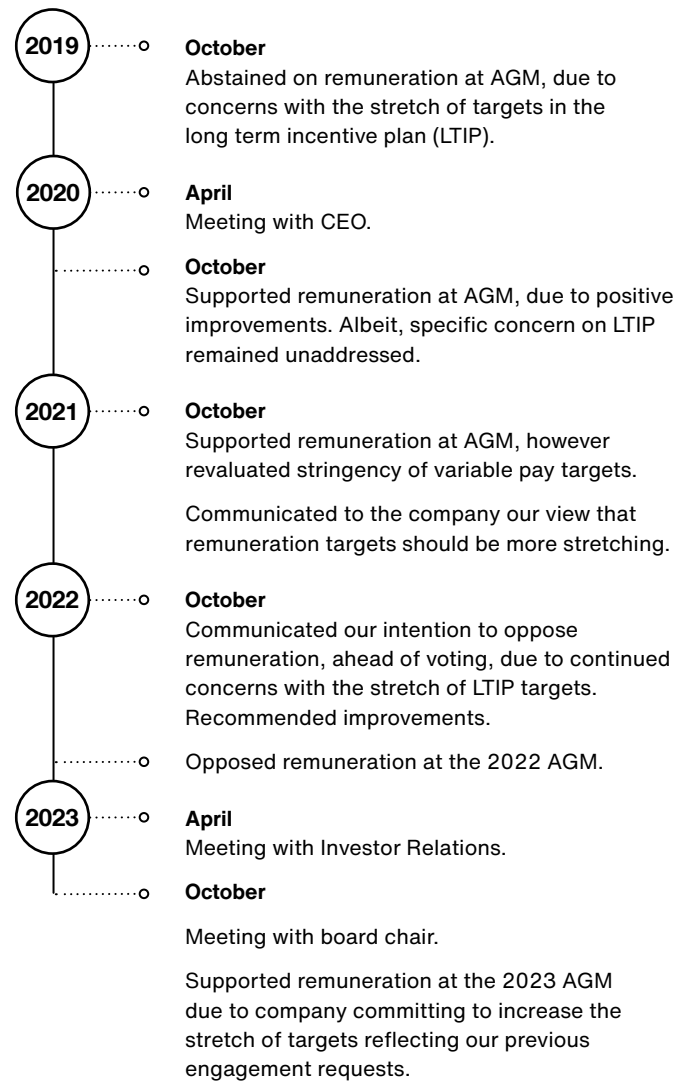 2019
October
Abstained on remuneration at AGM, due to
concerns with the stretch of targets in the
long term incentive plan (LTIP).
2020
April
Meeting with CEO.
October
Supported remuneration at AGM, due to positive
improvements. Albeit, specific concern on LTIP
remained unaddressed.
2021
October
Supported remuneration at AGM, however
revaluated stringency of variable pay targets.
Communicated to the company our view that
remuneration targets should be more stretching.
2022
October
Communicated our intention to oppose
remuneration, ahead of voting, due to continued
concerns with the stretch of LTIP targets.
Recommended improvements.
Opposed remuneration at the 2022 AGM.
2023
April
Meeting with Investor Relations.
October
Meeting with board chair.
Supported remuneration at the 2023 AGM
due to company committing to increase the
stretch of targets reflecting our previous
engagement requests.